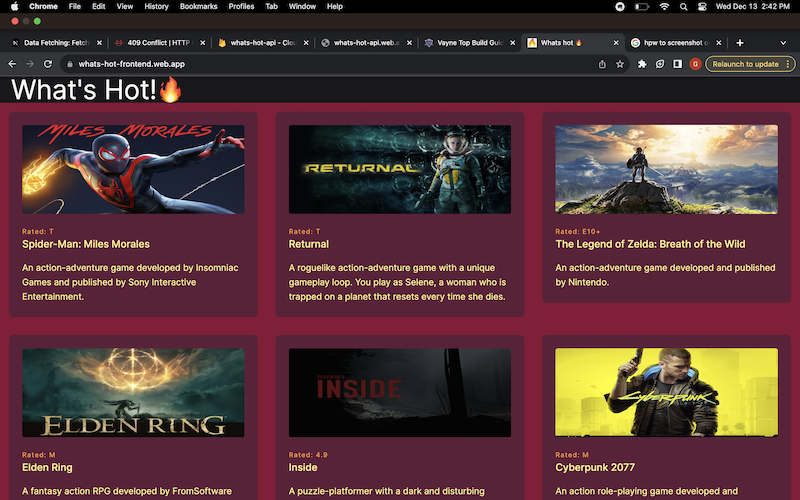 Chrome File Edit View History Bookmarks Profiles Tab Window Help Wed Dec 13 2:42 PM
Data Fetching: Fetch 409 Conflict | HTTP whats-hot-api - Clou whats-hot-api.web.a Vayne Top Build Guid Whats hot 🔥 hpw to screenshot o
whats-hot-frontend.web.app G Relaunch to update
What's Hot!🔥
MILES MORALES
RETURNAL
Rated: T
Spider-Man: Miles Morales
An action-adventure game developed by Insomniac
Games and published by Sony Interactive
Entertainment.
Rated: T
Returnal
A roguelike action-adventure game with a unique
gameplay loop. You play as Selene, a woman who is
trapped on a planet that resets every time she dies.
Rated: E10+
The Legend of Zelda: Breath of the Wild
An action-adventure game developed and published
by Nintendo.
ELDEN RING
INSIDE
Cyberpunk
Rated: M
Elden Ring
A fantasy action RPG developed by FromSoftware
Rated: 4.9
Inside
A puzzle-platformer with a dark and disturbing
Rated: M
Cyberpunk 2077
An action role-playing game developed and